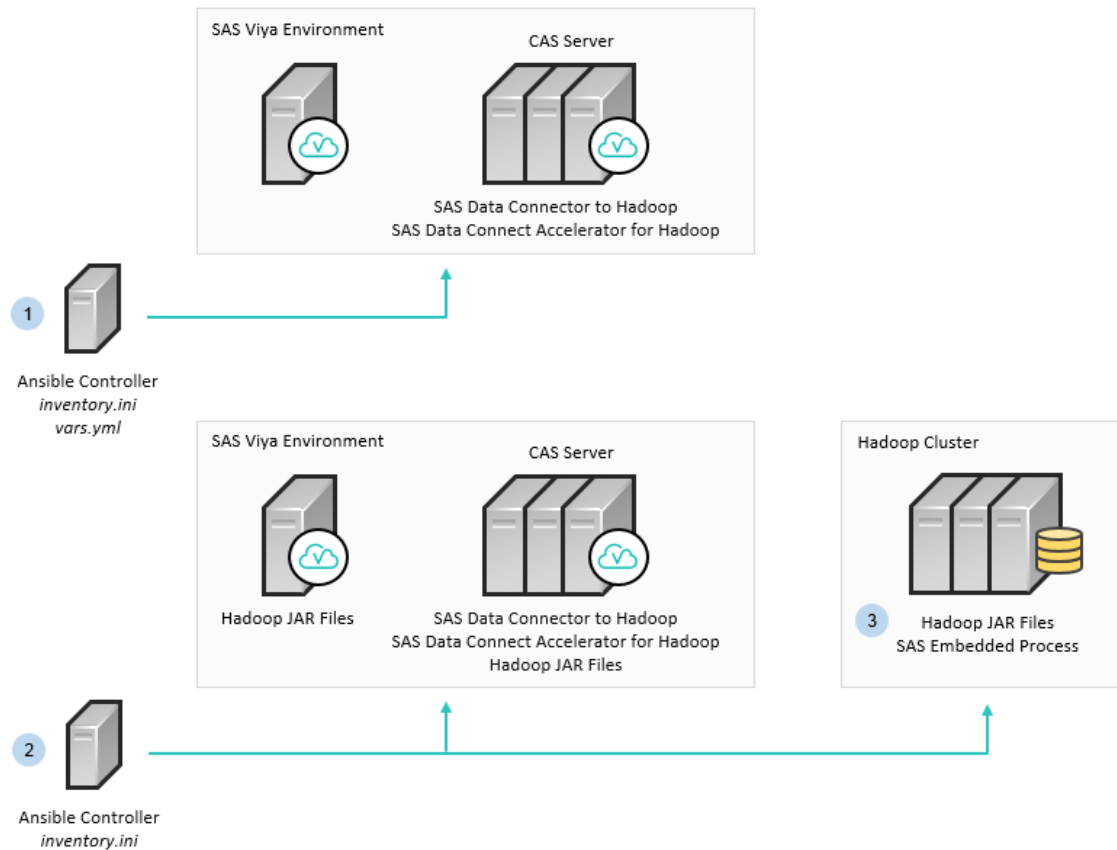 SAS Viya Environment
CAS Server
SAS Data Connector to Hadoop
SAS Data Connect Accelerator for Hadoop
1
Ansible Controller
inventory.ini
vars.yml
SAS Viya Environment
CAS Server
Hadoop JAR Files
SAS Data Connector to Hadoop
SAS Data Connect Accelerator for Hadoop
Hadoop JAR Files
Hadoop Cluster
3
Hadoop JAR Files
SAS Embedded Process
2
Ansible Controller
inventory.ini